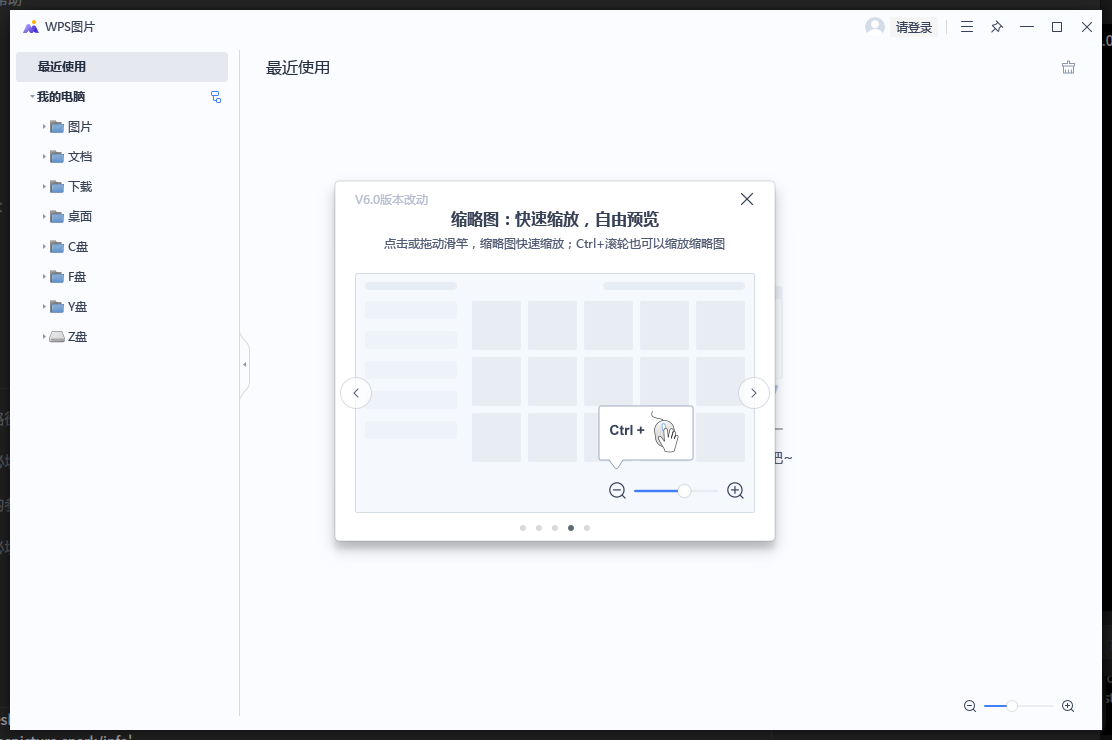 WPS图片
请登录
最近使用
我的电脑
图片
文档
下载
桌面
C盘
F盘
Y盘
Z盘
最近使用
V6.0版本改动
缩略图：快速缩放，自由预览
点击或拖动滑竿，缩略图快速缩放；Ctrl+滚轮也可以缩放缩略图
Ctrl +
吧~